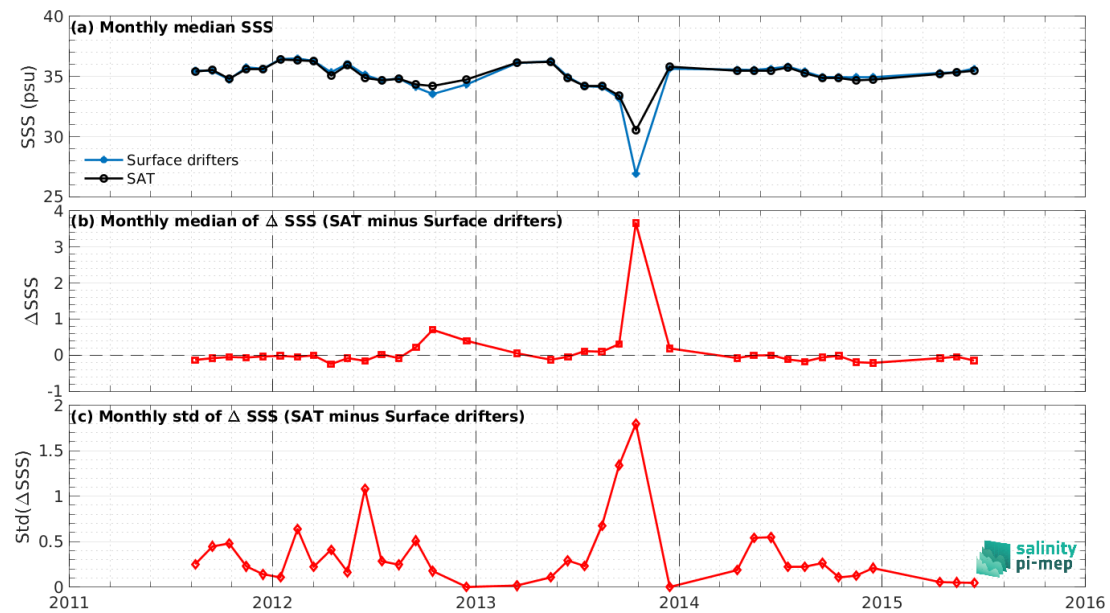 (a) Monthly median SSS
40
35
30
25
SSS (psu)
Surface drifters
SAT
(b) Monthly median of Δ SSS (SAT minus Surface drifters)
4
3
2
1
0
-1
ΔSSS
(c) Monthly std of Δ SSS (SAT minus Surface drifters)
2
1.5
1
0.5
0
Std(ΔSSS)
salinity
pi-mep
2011 2012 2013 2014 2015 2016